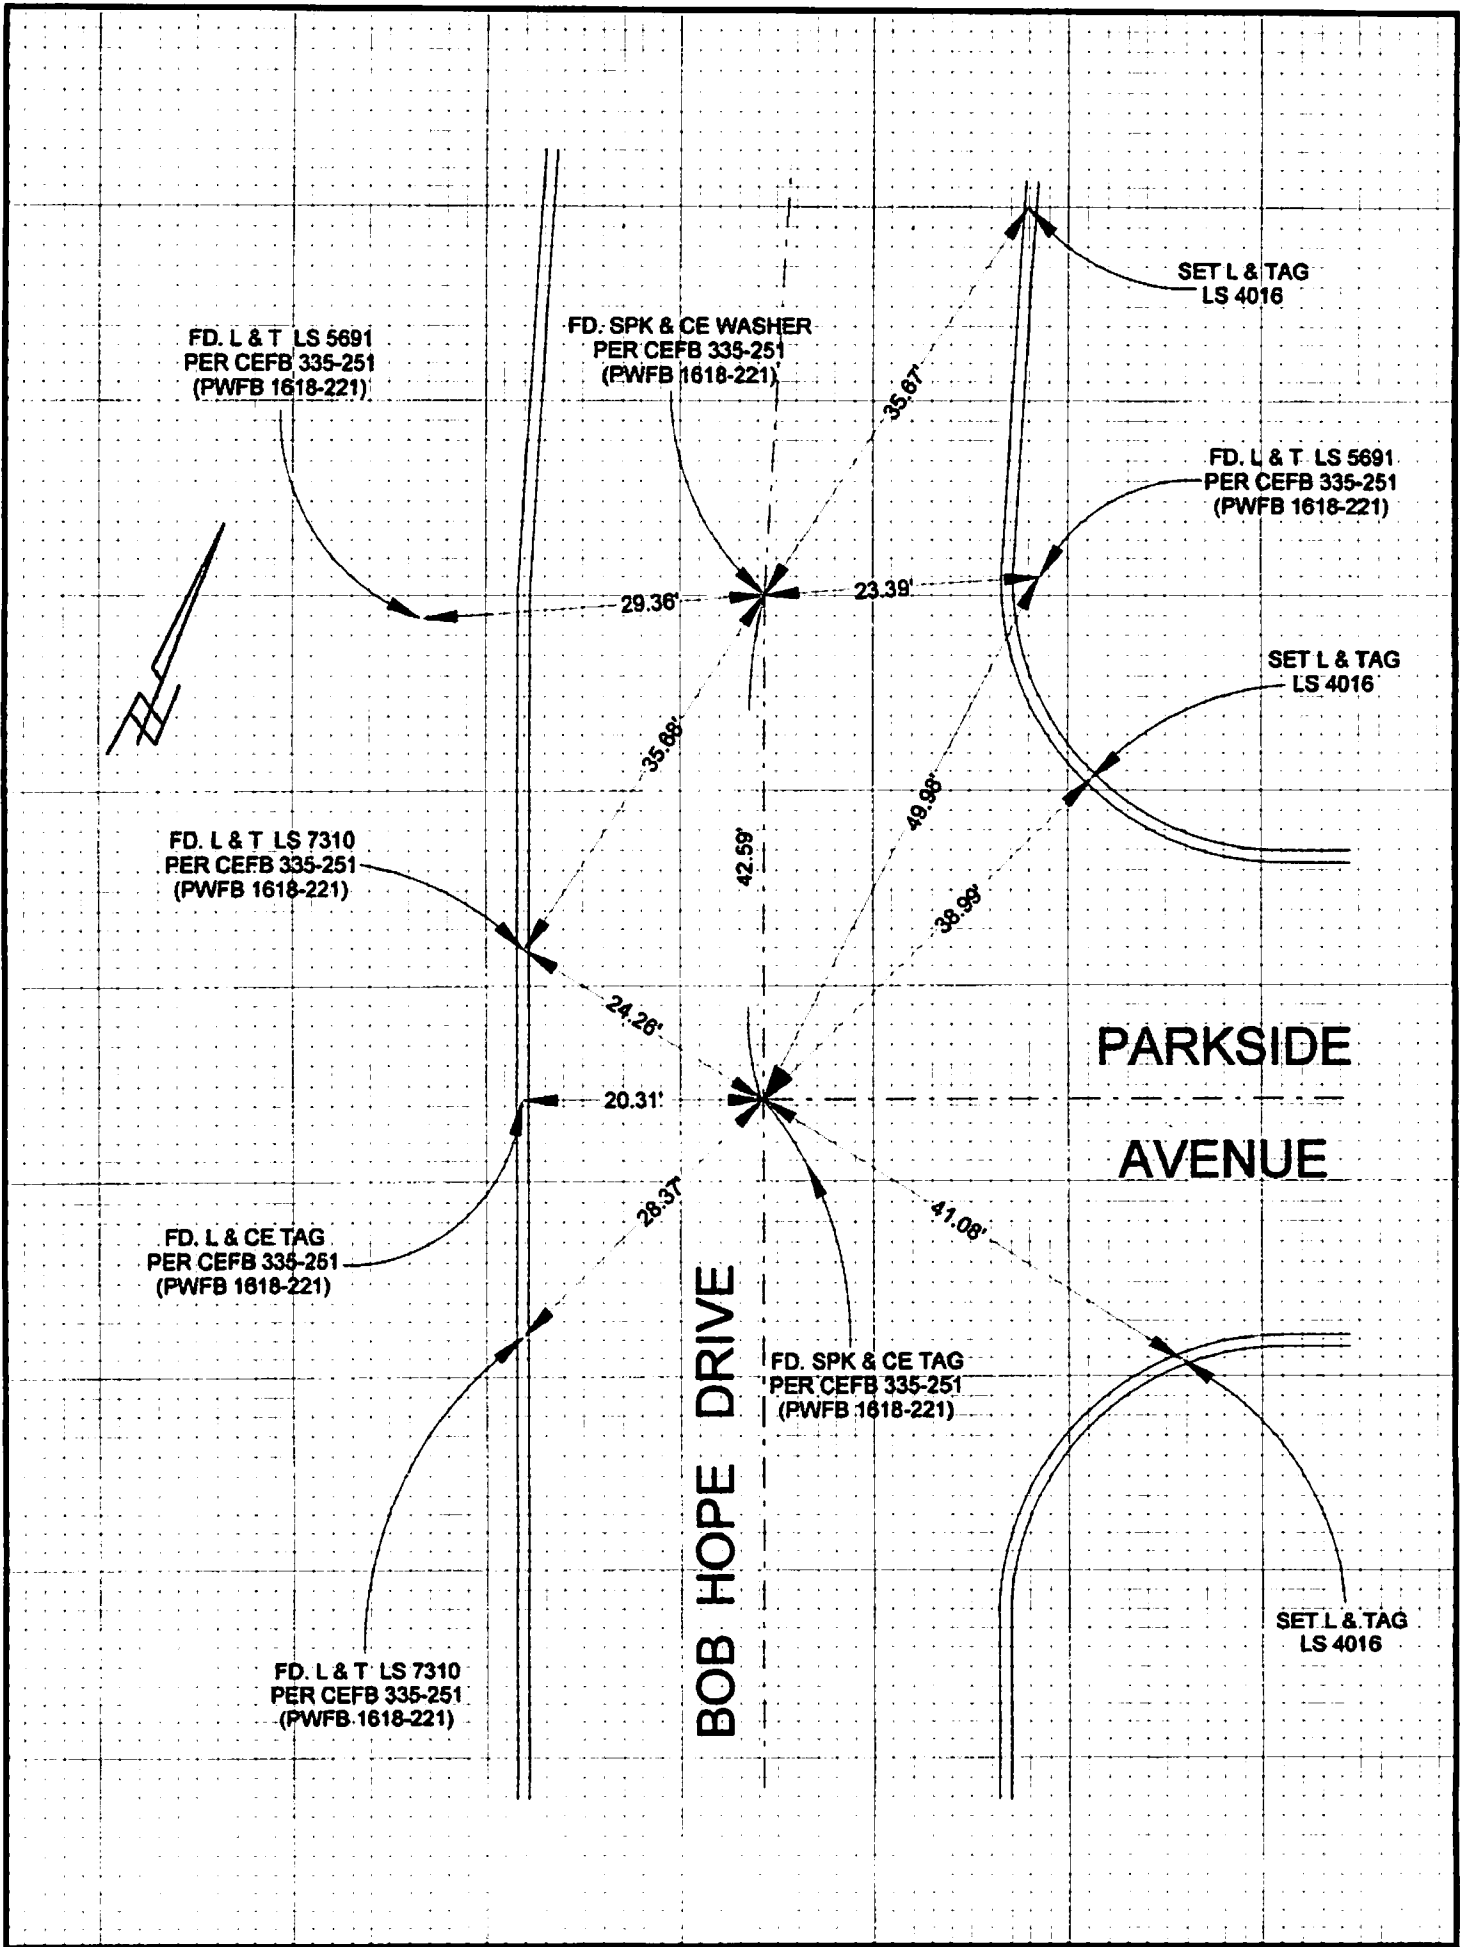 SET L & TAG
LS 4016
FD. L & T LS 5691
PER CEFB 335-251
(PWFB 1618-221)
FD. SPK & CE WASHER
PER CEFB 335-251
(PWFB 1618-221)
35.67'
FD. L & T LS 5691
PER CEFB 335-251
(PWFB 1618-221)
29.36'
23.39'
SET L & TAG
LS 4016
35.68'
49.98'
42.59'
FD. L & T LS 7310
PER CEFB 335-251
(PWFB 1618-221)
38.99'
24.26'
PARKSIDE
AVENUE
20.31'
28.37'
41.08'
FD. L & CE TAG
PER CEFB 335-251
(PWFB 1618-221)
BOB HOPE DRIVE
FD. SPK & CE TAG
PER CEFB 335-251
(PWFB 1618-221)
SET L & TAG
LS 4016
FD. L & T LS 7310
PER CEFB 335-251
(PWFB 1618-221)